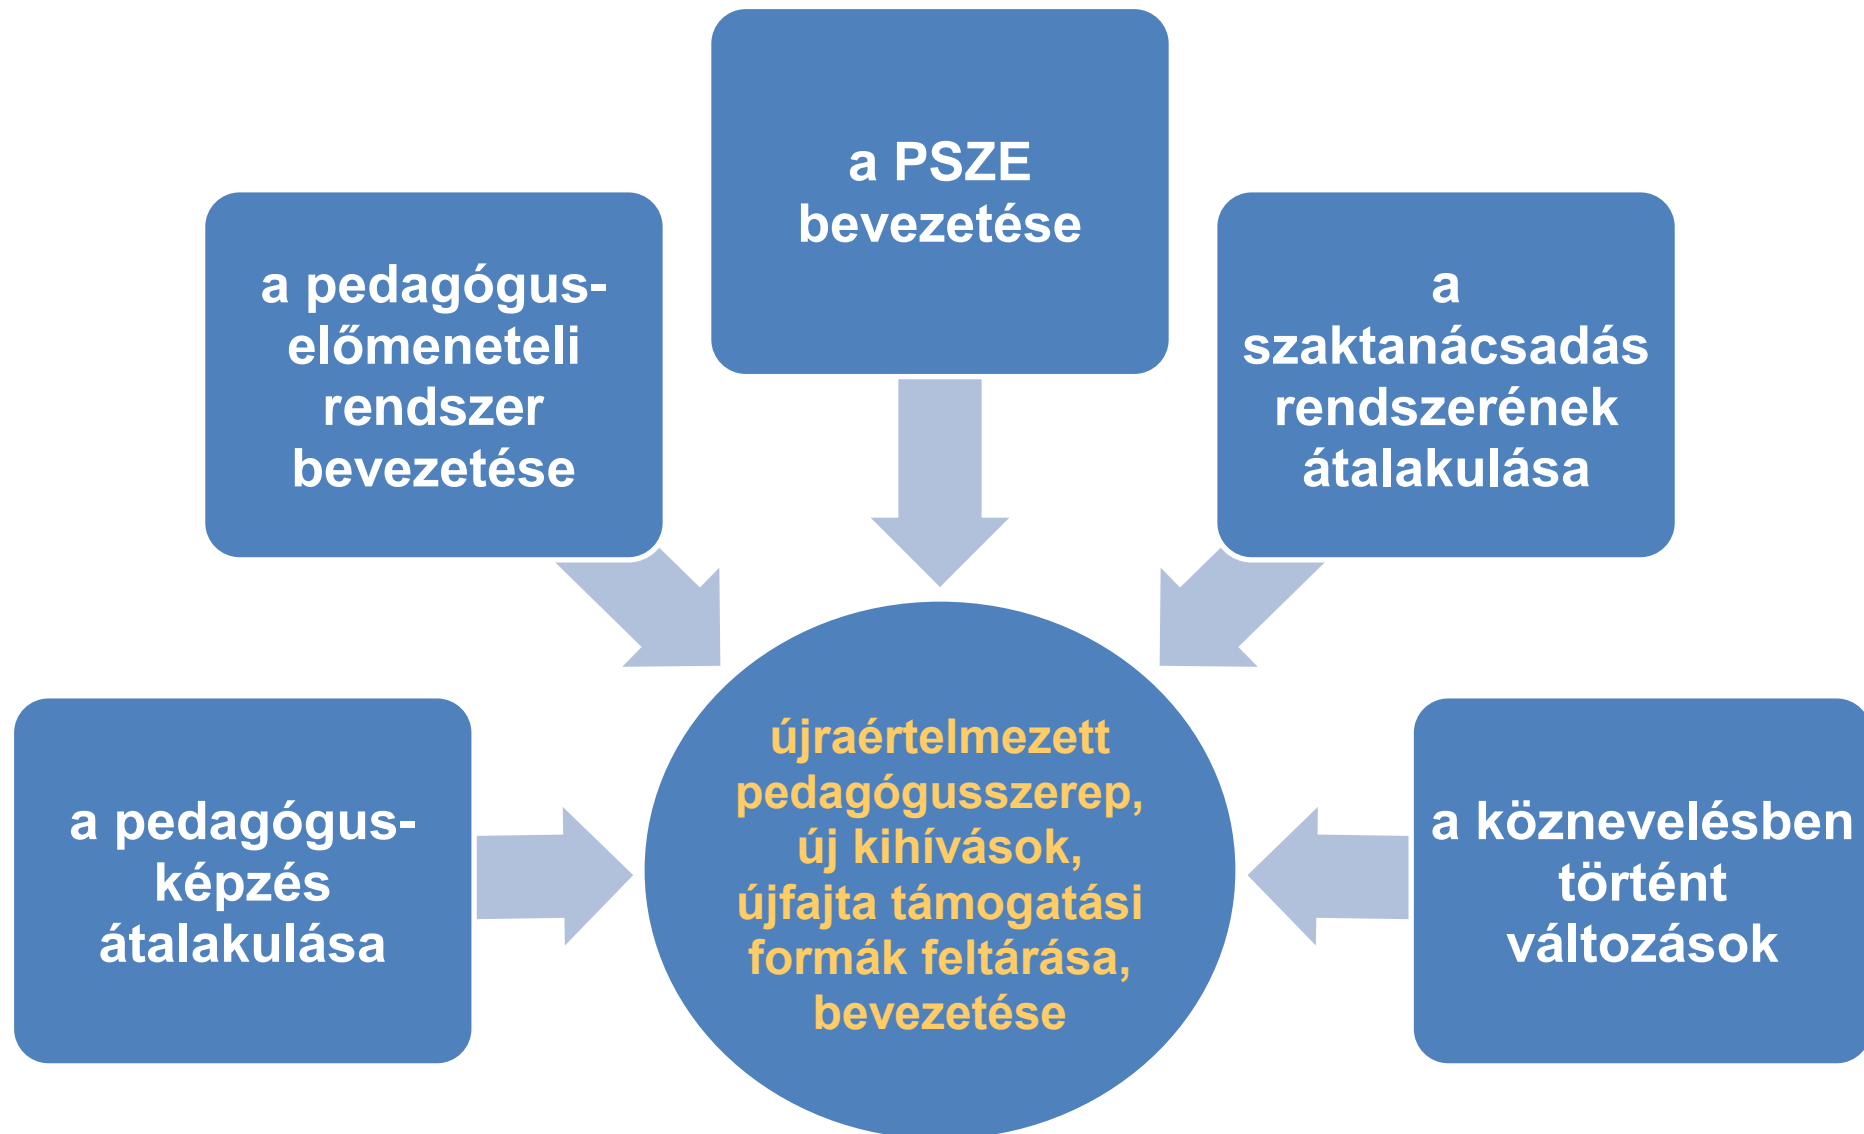 a PSZE
bevezetése
a pedagógus-
előmeneteli
rendszer
bevezetése
a
szaktanácsadás
rendszerének
átalakulása
a pedagógus-
képzés
átalakulása
újraértelmezett
pedagógusszerep,
új kihívások,
újfajta támogatási
formák feltárása,
bevezetése
a köznevelésben
történt
változások